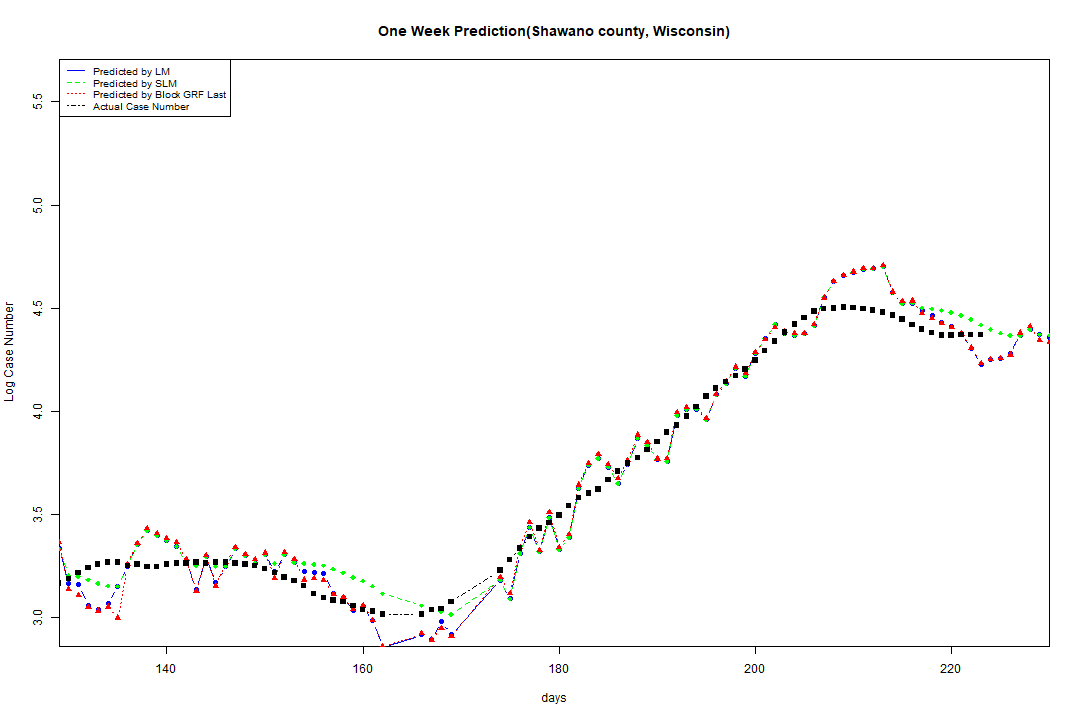 One Week Prediction(Shawano county, Wisconsin)
Predicted by LM
Predicted by SLM
Predicted by Block GRF Last
Actual Case Number
5.5
5.0
4.5
4.0
3.5
3.0
Log Case Number
140 160 180 200 220
days